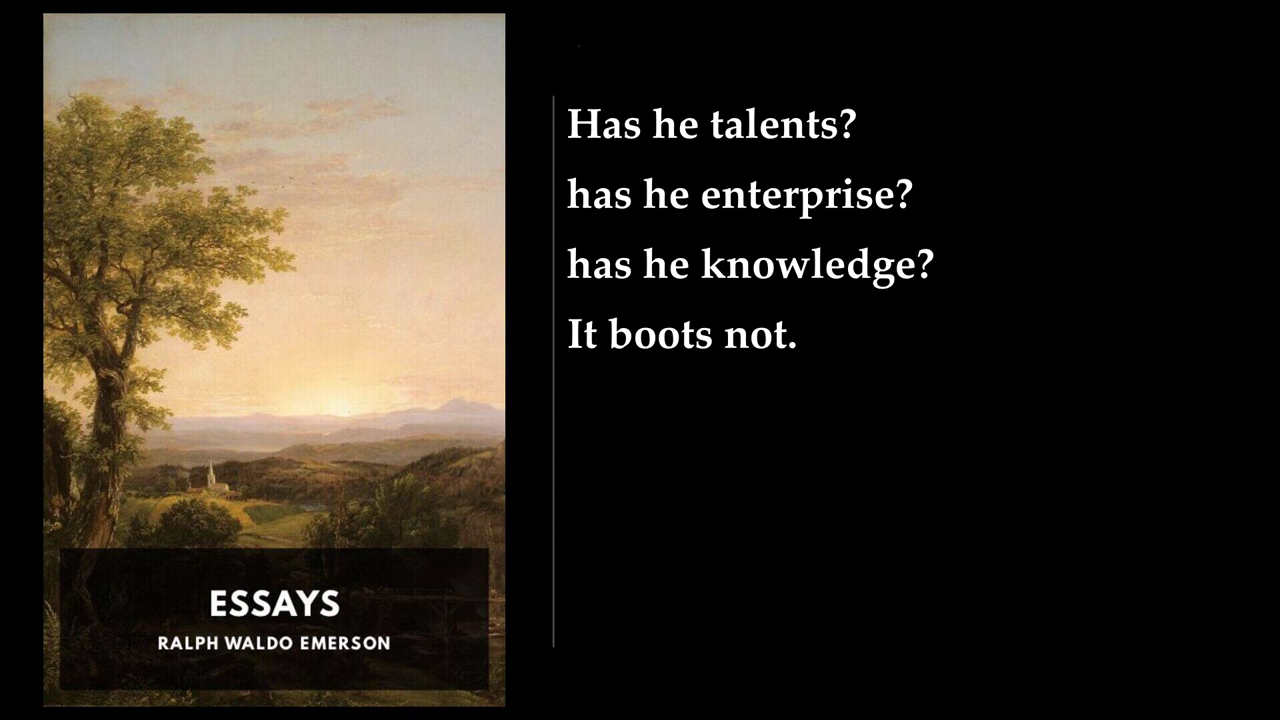 ESSAYS
RALPH WALDO EMERSON
Has he talents?
has he enterprise?
has he knowledge?
It boots not.